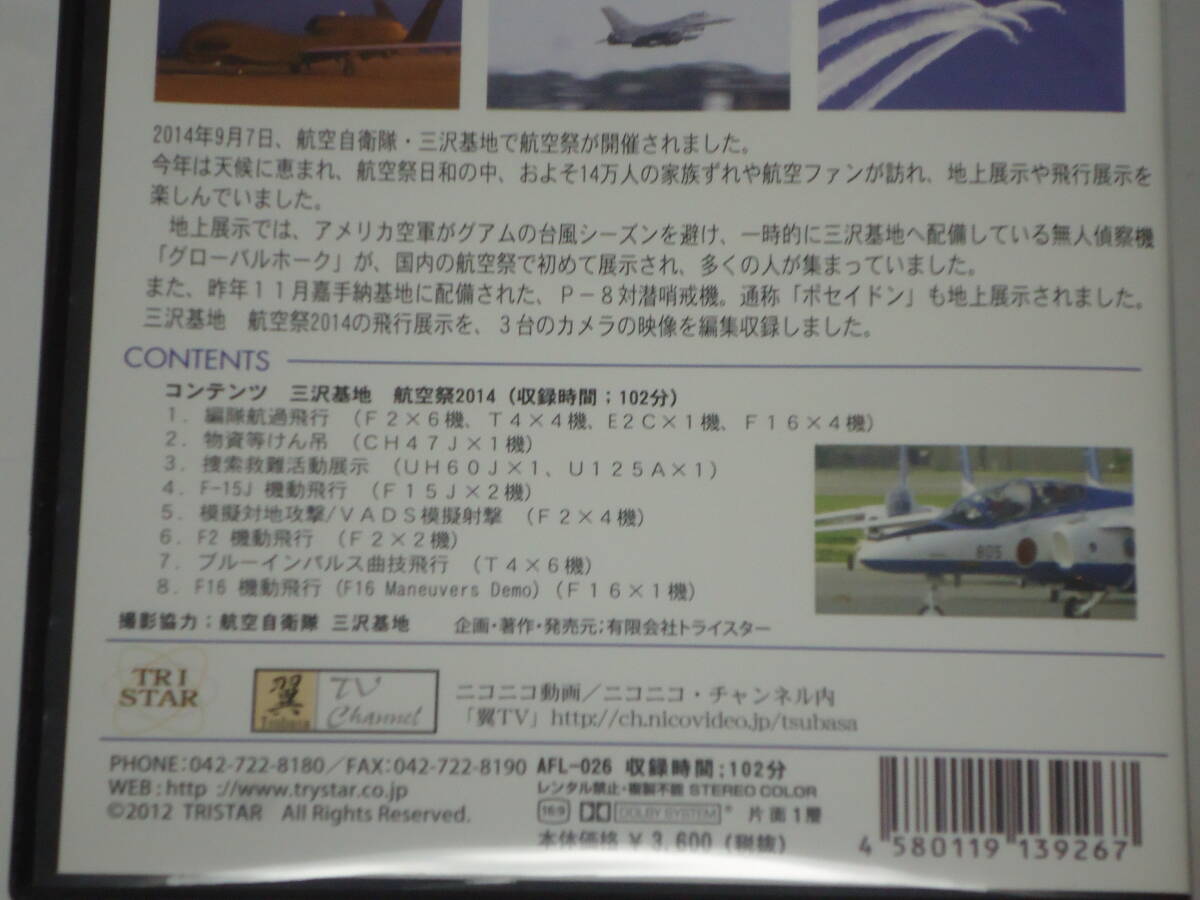 2014年9月7日、航空自衛隊・三沢基地で航空祭が開催されました。
今年は天候に恵まれ、航空祭日和の中、およそ14万人の家族ずれや航空ファンが訪れ、地上展示や飛行展示を
楽しんでいました。
地上展示では、アメリカ空軍がグアムの台風シーズンを避け、一時的に三沢基地へ配備している無人偵察機
「グローバルホーク」が、国内の航空祭で初めて展示され、多くの人が集まっていました。
また、昨年１１月嘉手納基地に配備された、Ｐ－８対潜哨戒機。通称「ポセイドン」も地上展示されました。
三沢基地　航空祭2014の飛行展示を、３台のカメラの映像を編集収録しました。
CONTENTS
コンテンツ　三沢基地　航空祭2014（収録時間；102分）
１．編隊航過飛行　（Ｆ２×６機、Ｔ４×４機、Ｅ２Ｃ×１機、Ｆ１６×４機）
２．物資等けん吊　（ＣＨ４７Ｊ×１機）
３．捜索救難活動展示　（ＵＨ６０Ｊ×１、Ｕ１２５Ａ×１）
４．F-15J 機動飛行　（Ｆ１５Ｊ×２機）
５．模擬対地攻撃/ＶＡＤＳ模擬射撃　（Ｆ２×４機）
６．F2 機動飛行　（Ｆ２×２機）
７．ブルーインパルス曲技飛行　（Ｔ４×６機）
８．F16 機動飛行 (F16 Maneuvers Demo)（Ｆ１６×１機）
805
撮影協力：航空自衛隊 三沢基地　　企画・著作・発売元；有限会社トライスター
TRI
STAR
翼
Tsubasa
TV
Channel
ニコニコ動画／ニコニコ・チャンネル内
「翼TV」http://ch.nicovideo.jp/tsubasa
PHONE：042-722-8180／FAX：042-722-8190
WEB：http ://www.trystar.co.jp
©2012 TRISTAR　All Rights Reserved.
AFL-026　収録時間；102分
レンタル禁止・複製不能 STEREO COLOR
16:9 DOLBY SYSTEM® 片面１層
本体価格 ￥ 3,600 （税抜）
4 580119 139267